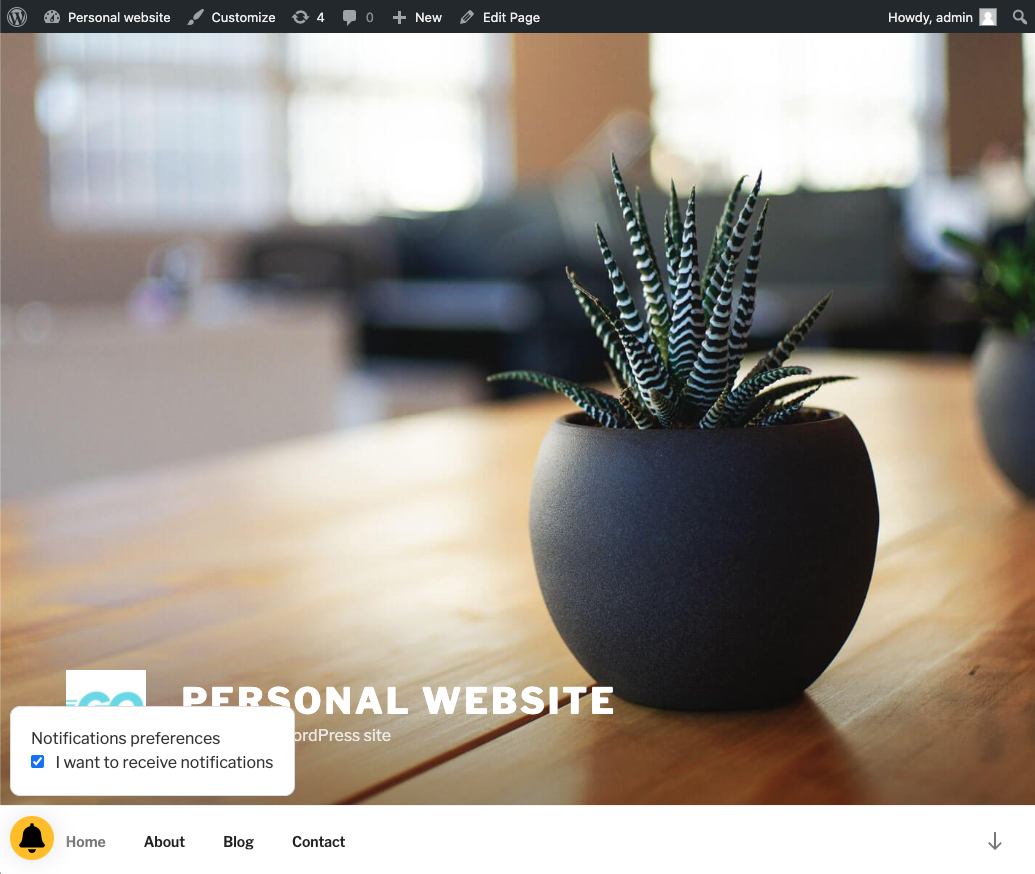 Personal website Customize 4 0 New Edit Page Howdy, admin
PERSONAL WEBSITE
ordPress site
Notifications preferences
I want to receive notifications
Home About Blog Contact